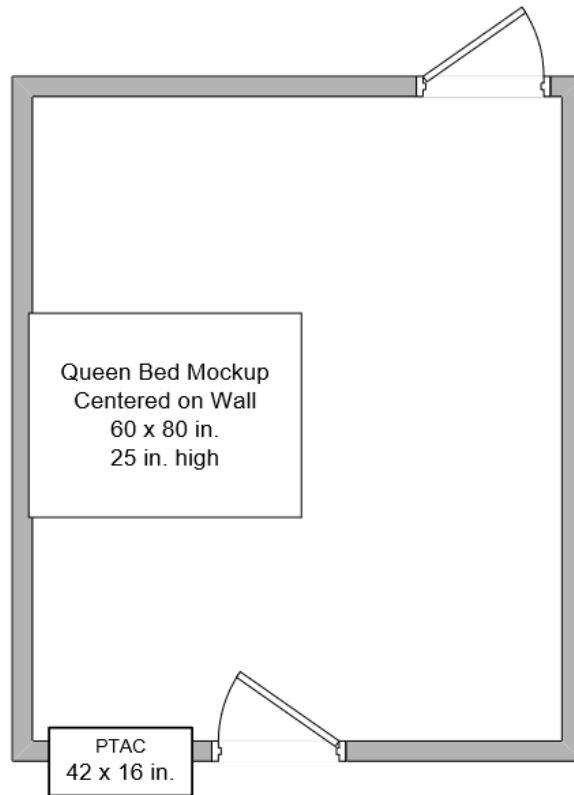 Queen Bed Mockup
Centered on Wall
60 x 80 in.
25 in. high
PTAC
42 x 16 in.